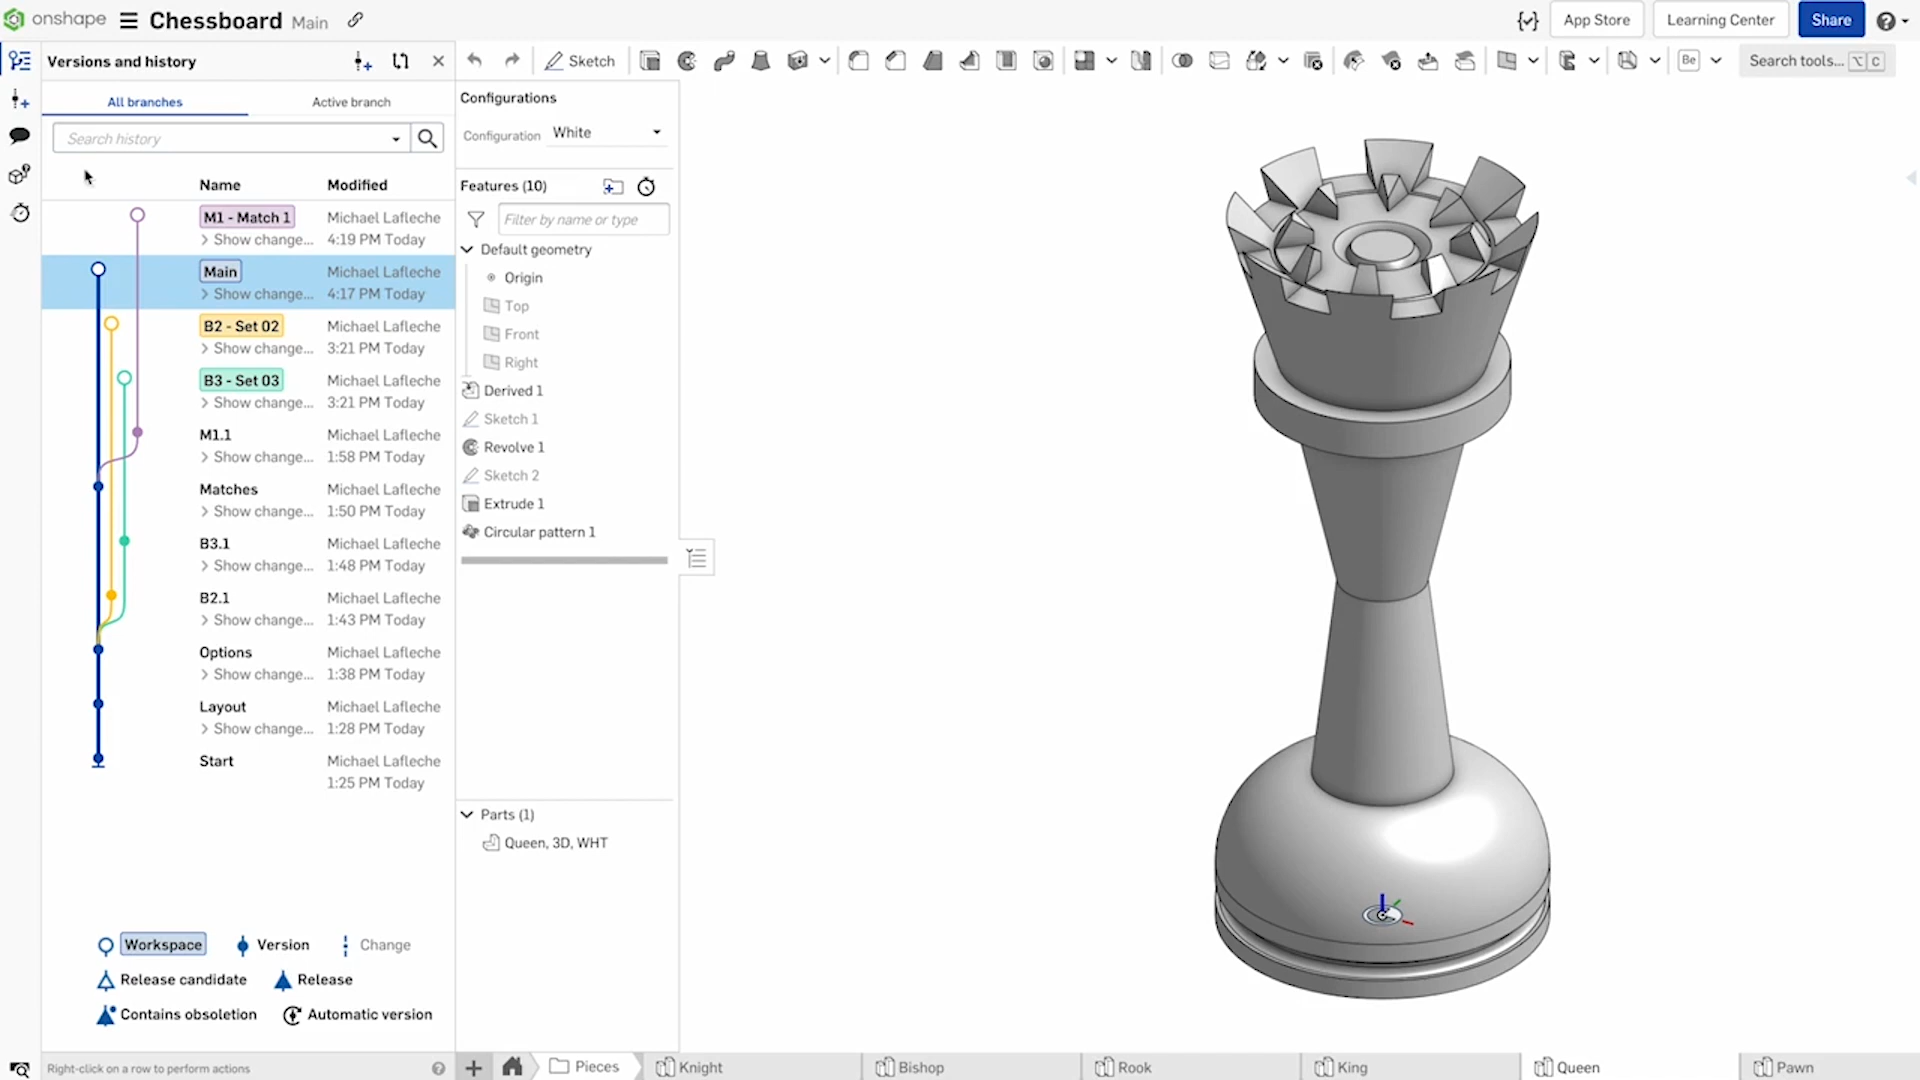 onshape Chessboard Main
App Store Learning Center Share
Versions and history
Sketch
Be
Search tools... ⌥ C
All branches Active branch
Search history
Name Modified
M1 - Match 1 Michael Lafleche
Show change... 4:19 PM Today
Main Michael Lafleche
Show change... 4:17 PM Today
B2 - Set 02 Michael Lafleche
Show change... 3:21 PM Today
B3 - Set 03 Michael Lafleche
Show change... 3:21 PM Today
M1.1 Michael Lafleche
Show change... 1:58 PM Today
Matches Michael Lafleche
Show change... 1:50 PM Today
B3.1 Michael Lafleche
Show change... 1:48 PM Today
B2.1 Michael Lafleche
Show change... 1:43 PM Today
Options Michael Lafleche
Show change... 1:38 PM Today
Layout Michael Lafleche
Show change... 1:28 PM Today
Start Michael Lafleche
1:25 PM Today
Workspace Version Change
Release candidate Release
Contains obsoletion Automatic version
Right-click on a row to perform actions
Configurations
Configuration White
Features (10)
Filter by name or type
Default geometry
Origin
Top
Front
Right
Derived 1
Sketch 1
Revolve 1
Sketch 2
Extrude 1
Circular pattern 1
Parts (1)
Queen, 3D, WHT
Pieces Knight Bishop Rook King Queen Pawn